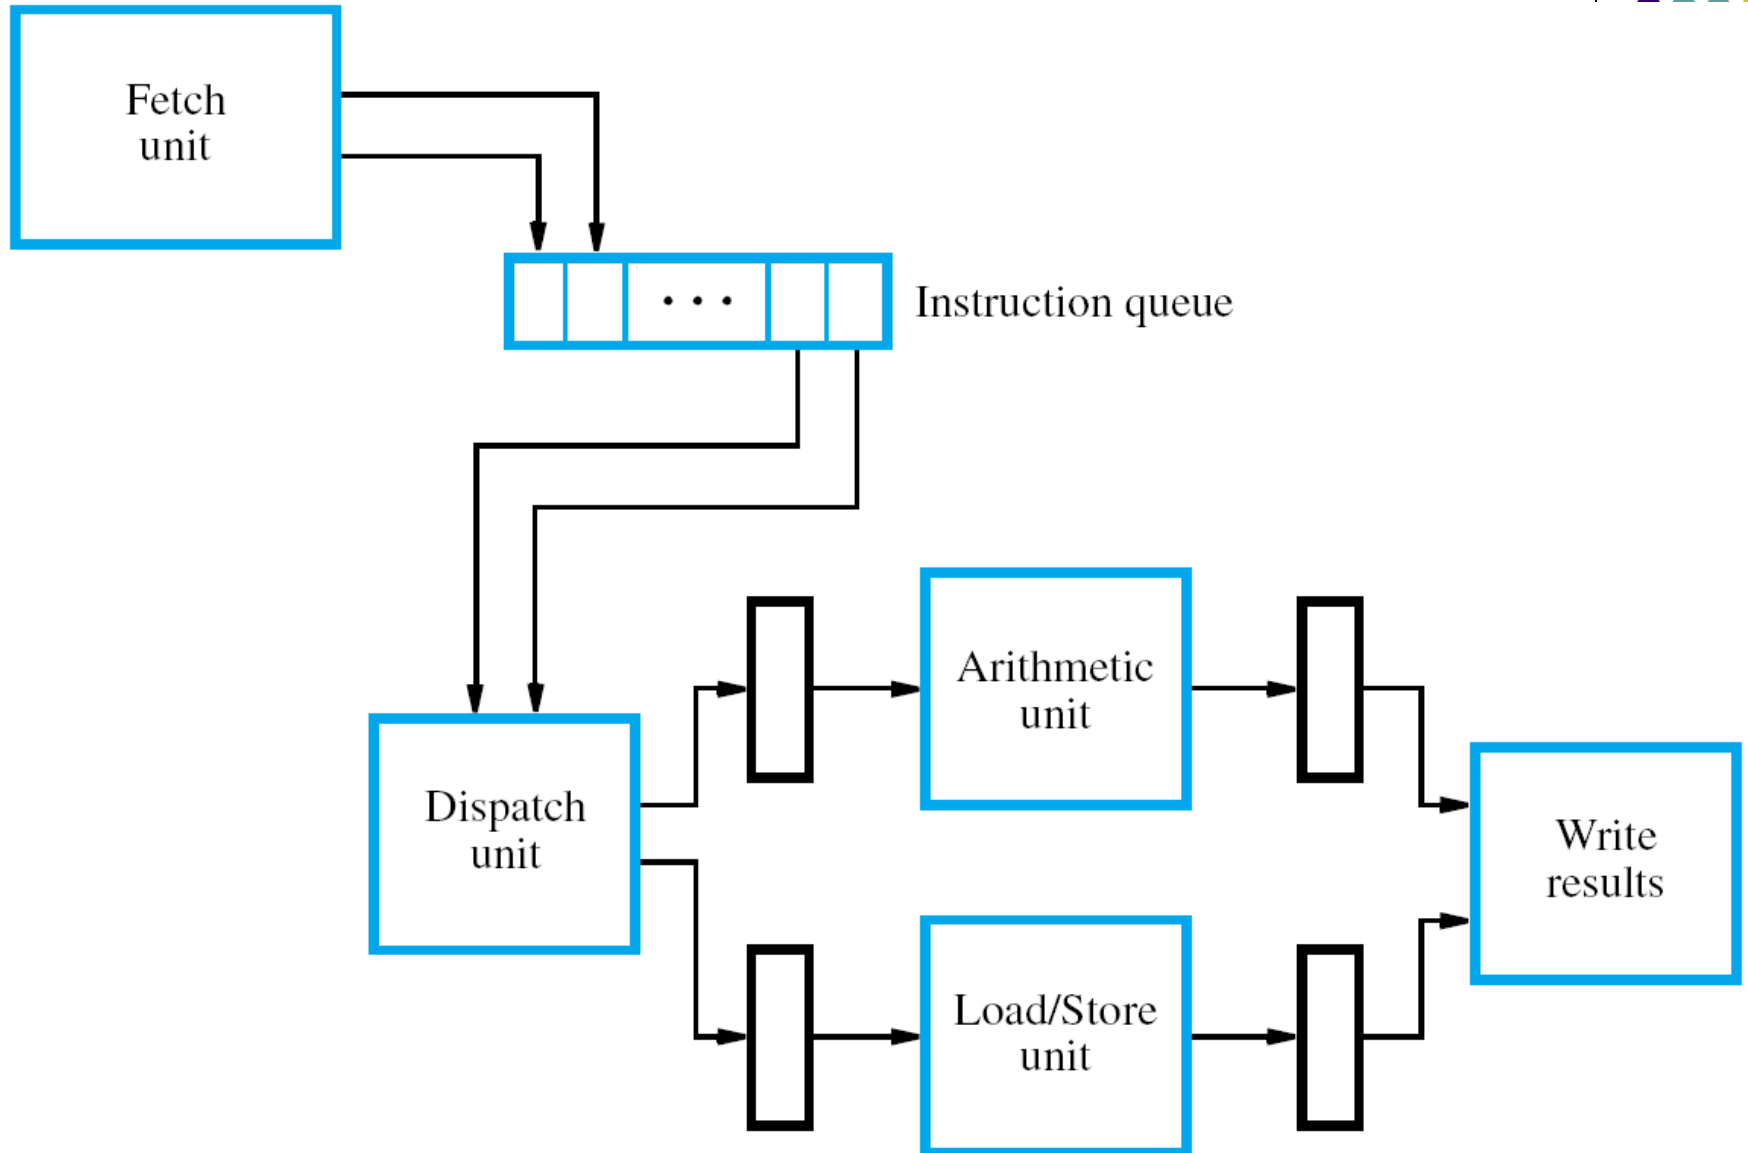 Fetch
unit
. . .
Instruction queue
Arithmetic
unit
Dispatch
unit
Write
results
Load/Store
unit